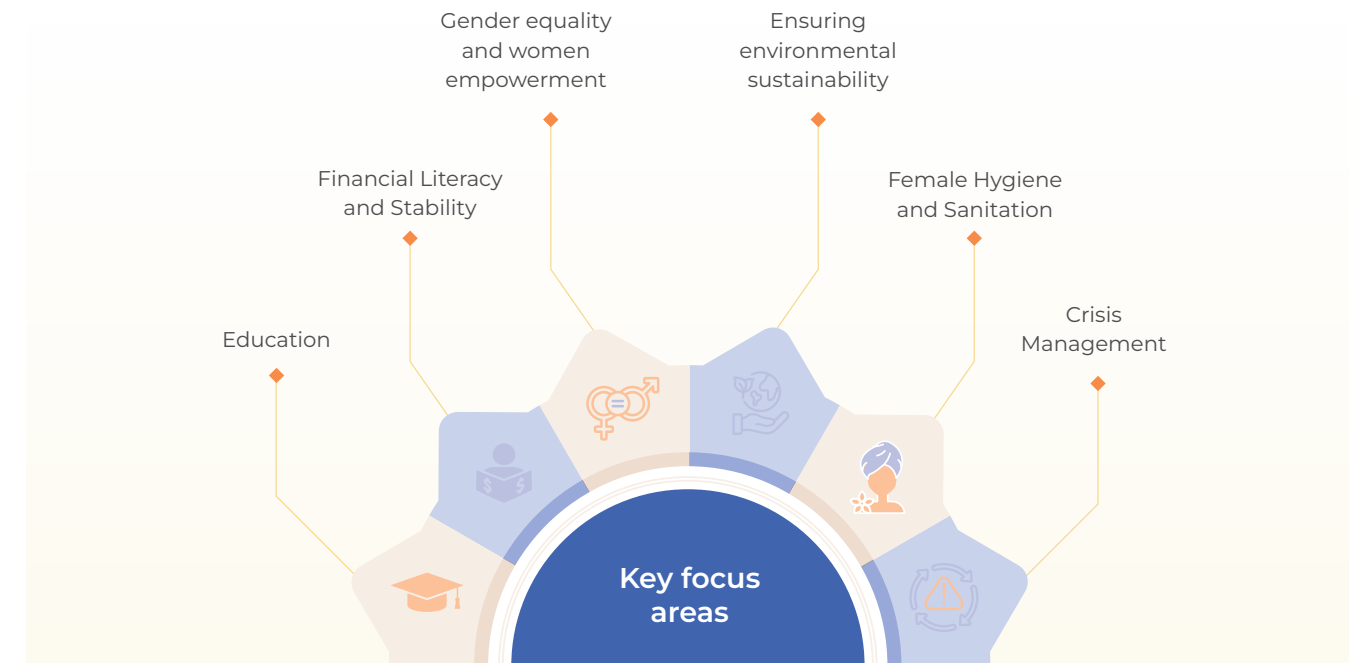 Gender equality
and women
empowerment
Ensuring
environmental
sustainability
Financial Literacy
and Stability
Female Hygiene
and Sanitation
Education
Crisis
Management
$ $
Key focus
areas